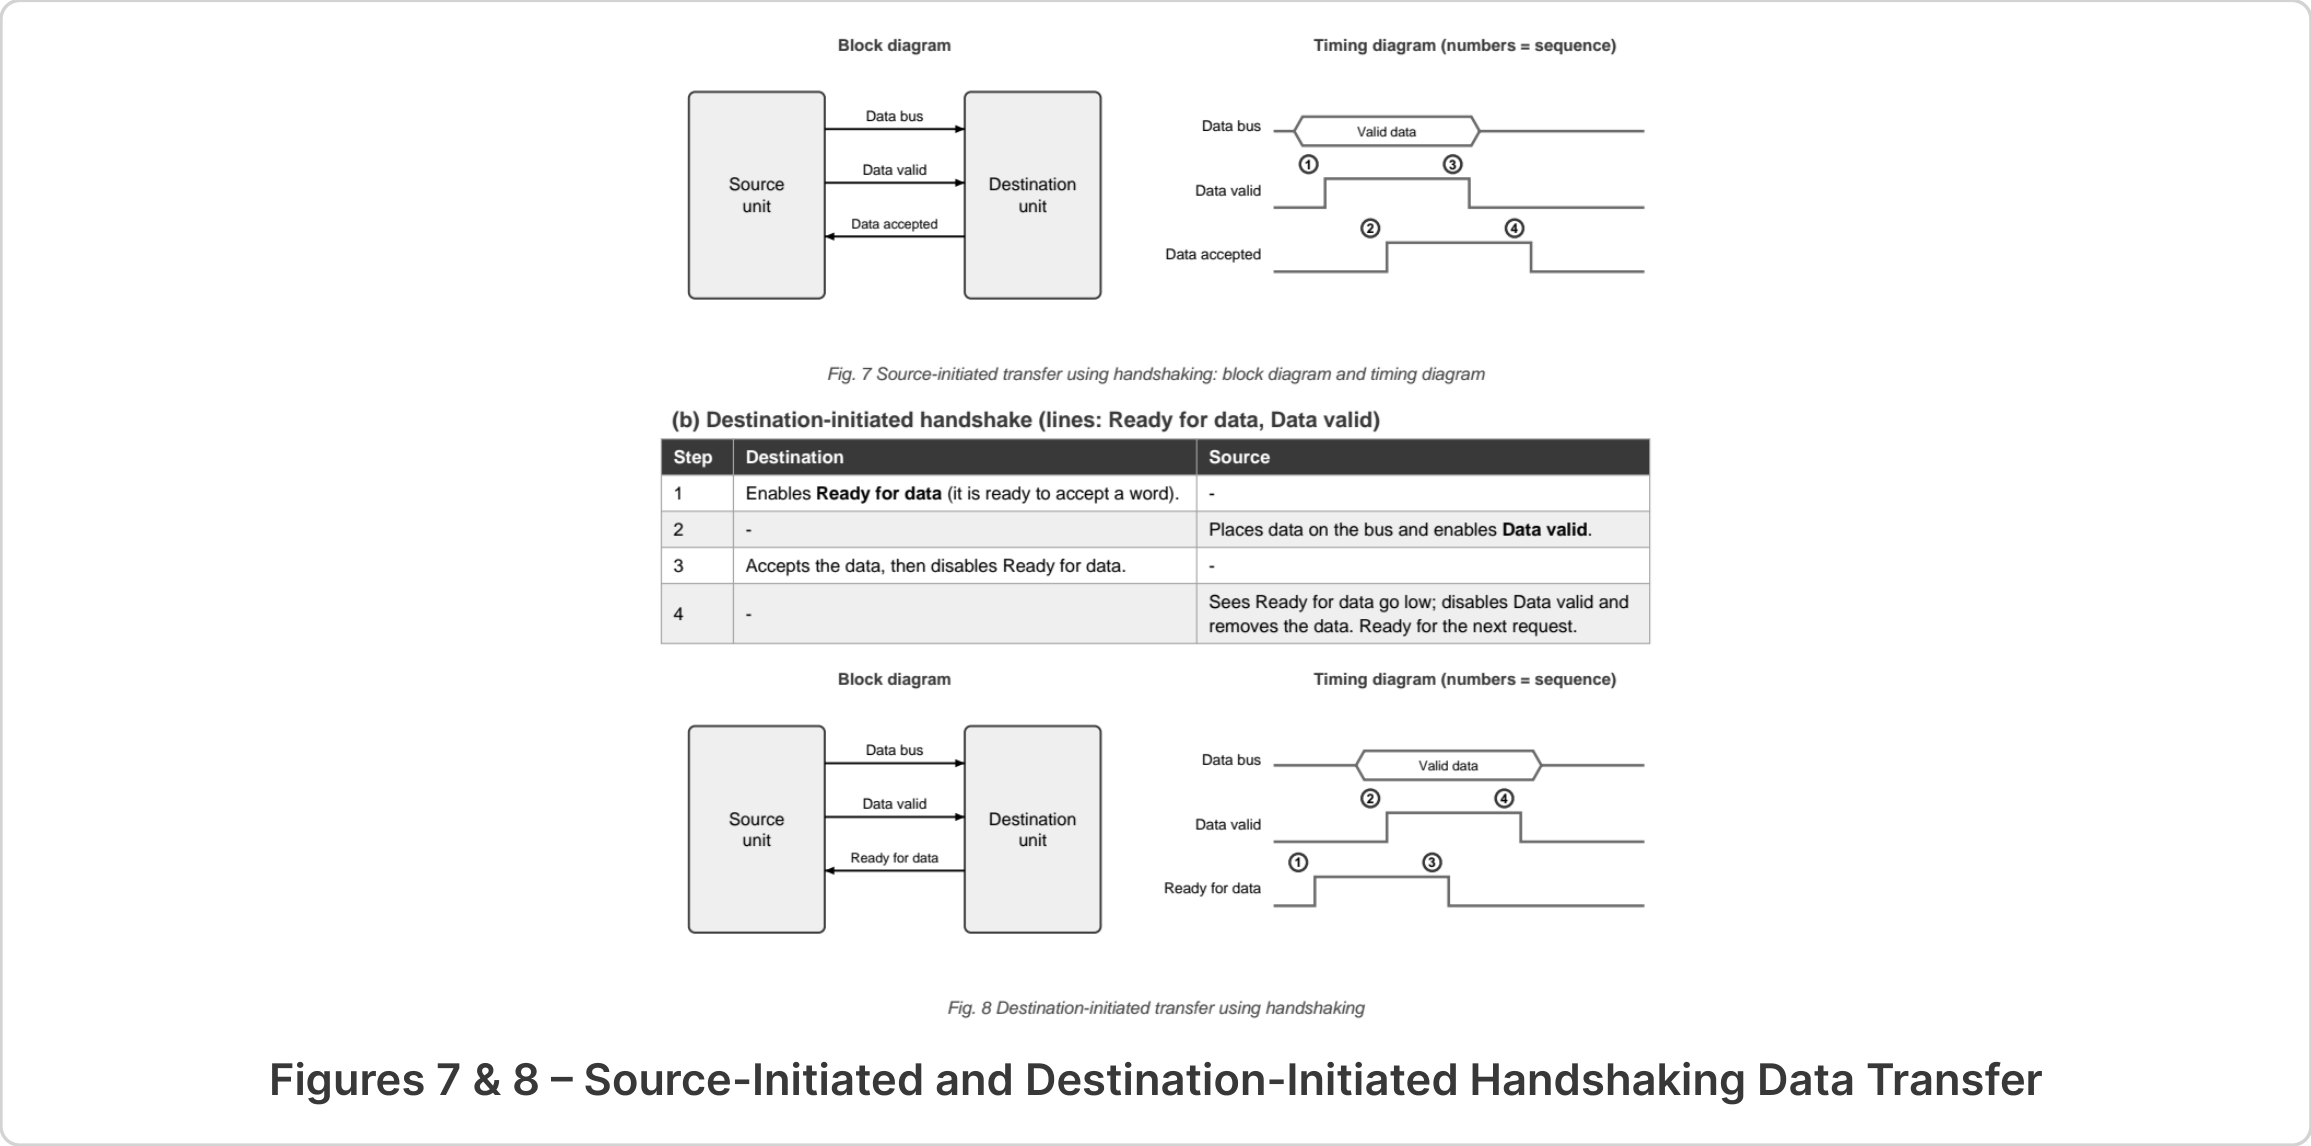 Block diagram
Timing diagram (numbers = sequence)
Source
unit
Data bus
Data valid
Data accepted
Destination
unit
Data bus
Valid data
1
3
Data valid
2
4
Data accepted
Fig. 7 Source-initiated transfer using handshaking: block diagram and timing diagram
(b) Destination-initiated handshake (lines: Ready for data, Data valid)
Step Destination Source
1 Enables Ready for data (it is ready to accept a word). -
2 - Places data on the bus and enables Data valid.
3 Accepts the data, then disables Ready for data. -
4 - Sees Ready for data go low; disables Data valid and
removes the data. Ready for the next request.
Block diagram
Timing diagram (numbers = sequence)
Source
unit
Data bus
Data valid
Ready for data
Destination
unit
Data bus
Valid data
2
4
Data valid
1
3
Ready for data
Fig. 8 Destination-initiated transfer using handshaking
Figures 7 & 8 – Source-Initiated and Destination-Initiated Handshaking Data Transfer